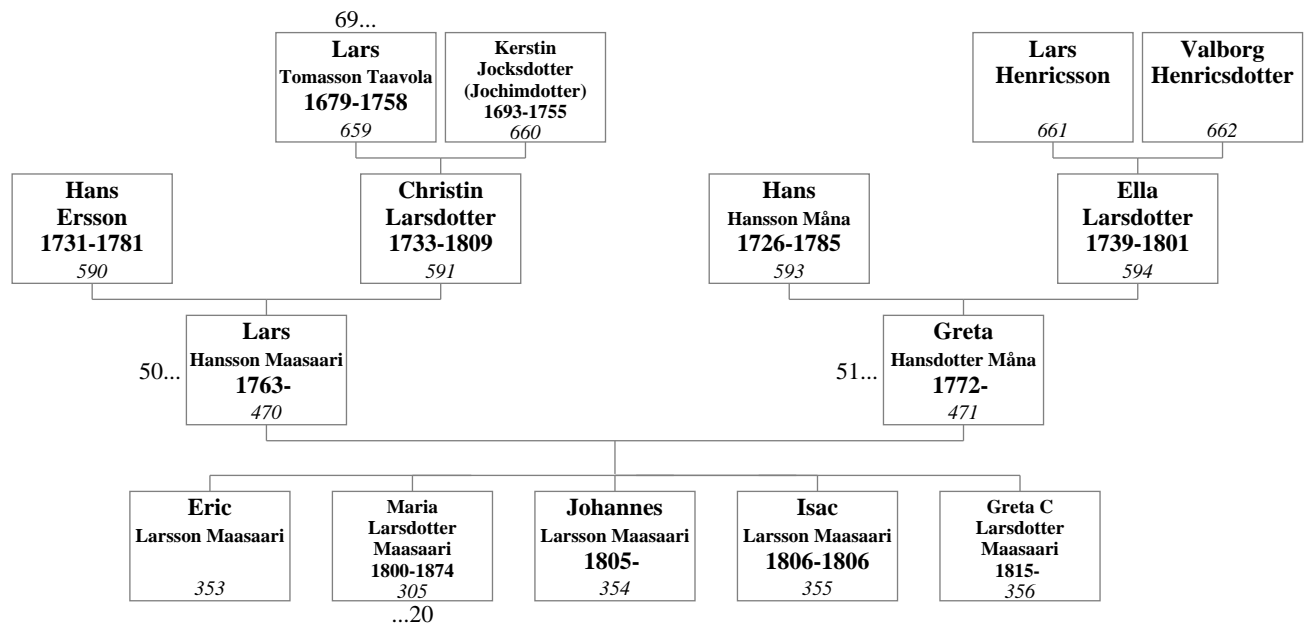 69...
Lars
Tomasson Taavola
1679-1758
659
Kerstin
Jocksdotter
(Jochimdotter)
1693-1755
660
Lars
Henricsson
661
Valborg
Henricsdotter
662
Hans
Ersson
1731-1781
590
Christin
Larsdotter
1733-1809
591
Hans
Hansson Måna
1726-1785
593
Ella
Larsdotter
1739-1801
594
50...
Lars
Hansson Maasaari
1763-
470
51...
Greta
Hansdotter Måna
1772-
471
Eric
Larsson Maasaari
353
Maria
Larsdotter
Maasaari
1800-1874
305
...20
Johannes
Larsson Maasaari
1805-
354
Isac
Larsson Maasaari
1806-1806
355
Greta C
Larsdotter
Maasaari
1815-
356